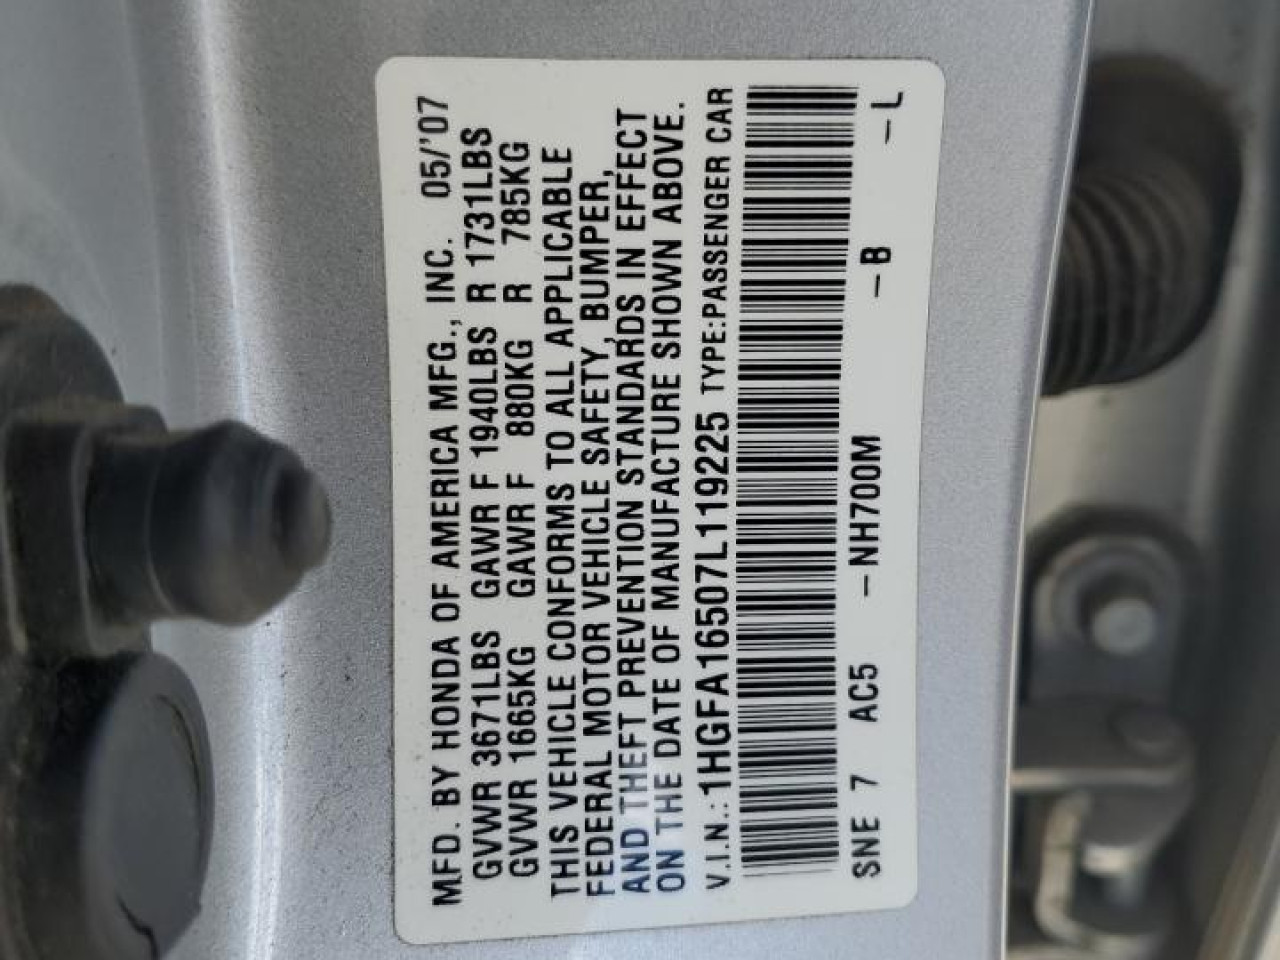 MFD. BY HONDA OF AMERICA MFG., INC. 05/'07
GVWR 3671LBS GAWR F 1940LBS R 1731LBS
GVWR 1665KG GAWR F 880KG R 785KG
THIS VEHICLE CONFORMS TO ALL APPLICABLE
FEDERAL MOTOR VEHICLE SAFETY, BUMPER,
AND THEFT PREVENTION STANDARDS IN EFFECT
ON THE DATE OF MANUFACTURE SHOWN ABOVE.
V.I.N.: 1HGFA16507L119225 TYPE:PASSENGER CAR
SNE 7 AC5 –NH700M –B –L